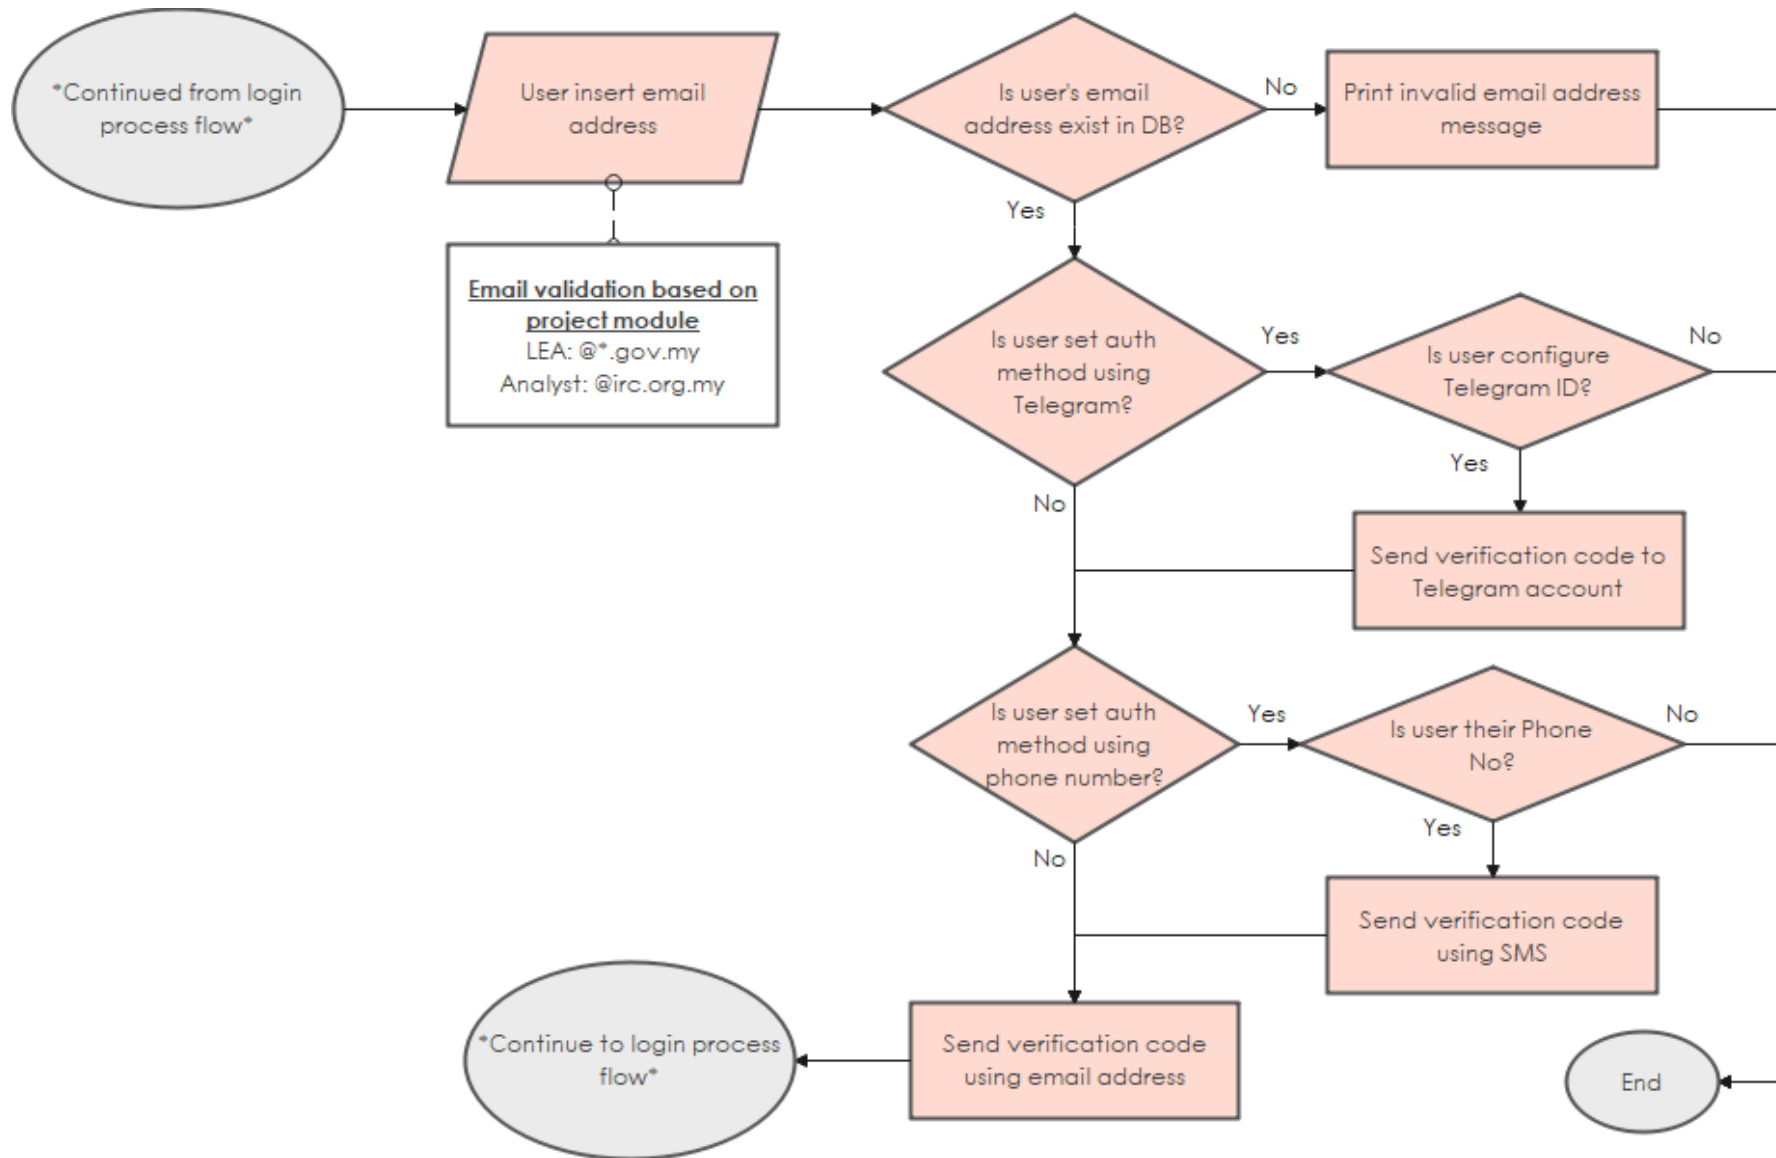 *Continued from login
process flow*
User insert email
address
Is user's email
address exist in DB?
No
Print invalid email address
message
Yes
Email validation based on
project module
LEA: @*.gov.my
Analyst: @irc.org.my
Is user set auth
method using
Telegram?
Yes
Is user configure
Telegram ID?
No
Yes
No
Send verification code to
Telegram account
Is user set auth
method using
phone number?
Yes
Is user their Phone
No?
No
Yes
No
Send verification code
using SMS
*Continue to login process
flow*
Send verification code
using email address
End